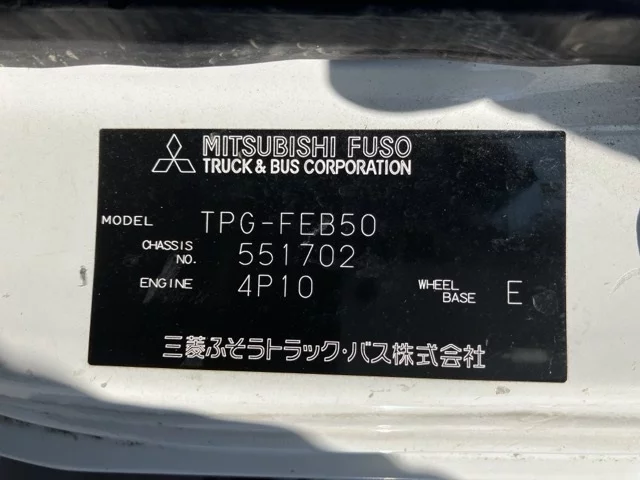 MITSUBISHI FUSO
TRUCK & BUS CORPORATION
MODEL TPG-FEB50
CHASSIS NO. 551702
ENGINE 4P10 WHEEL BASE E
三菱ふそうトラック・バス株式会社